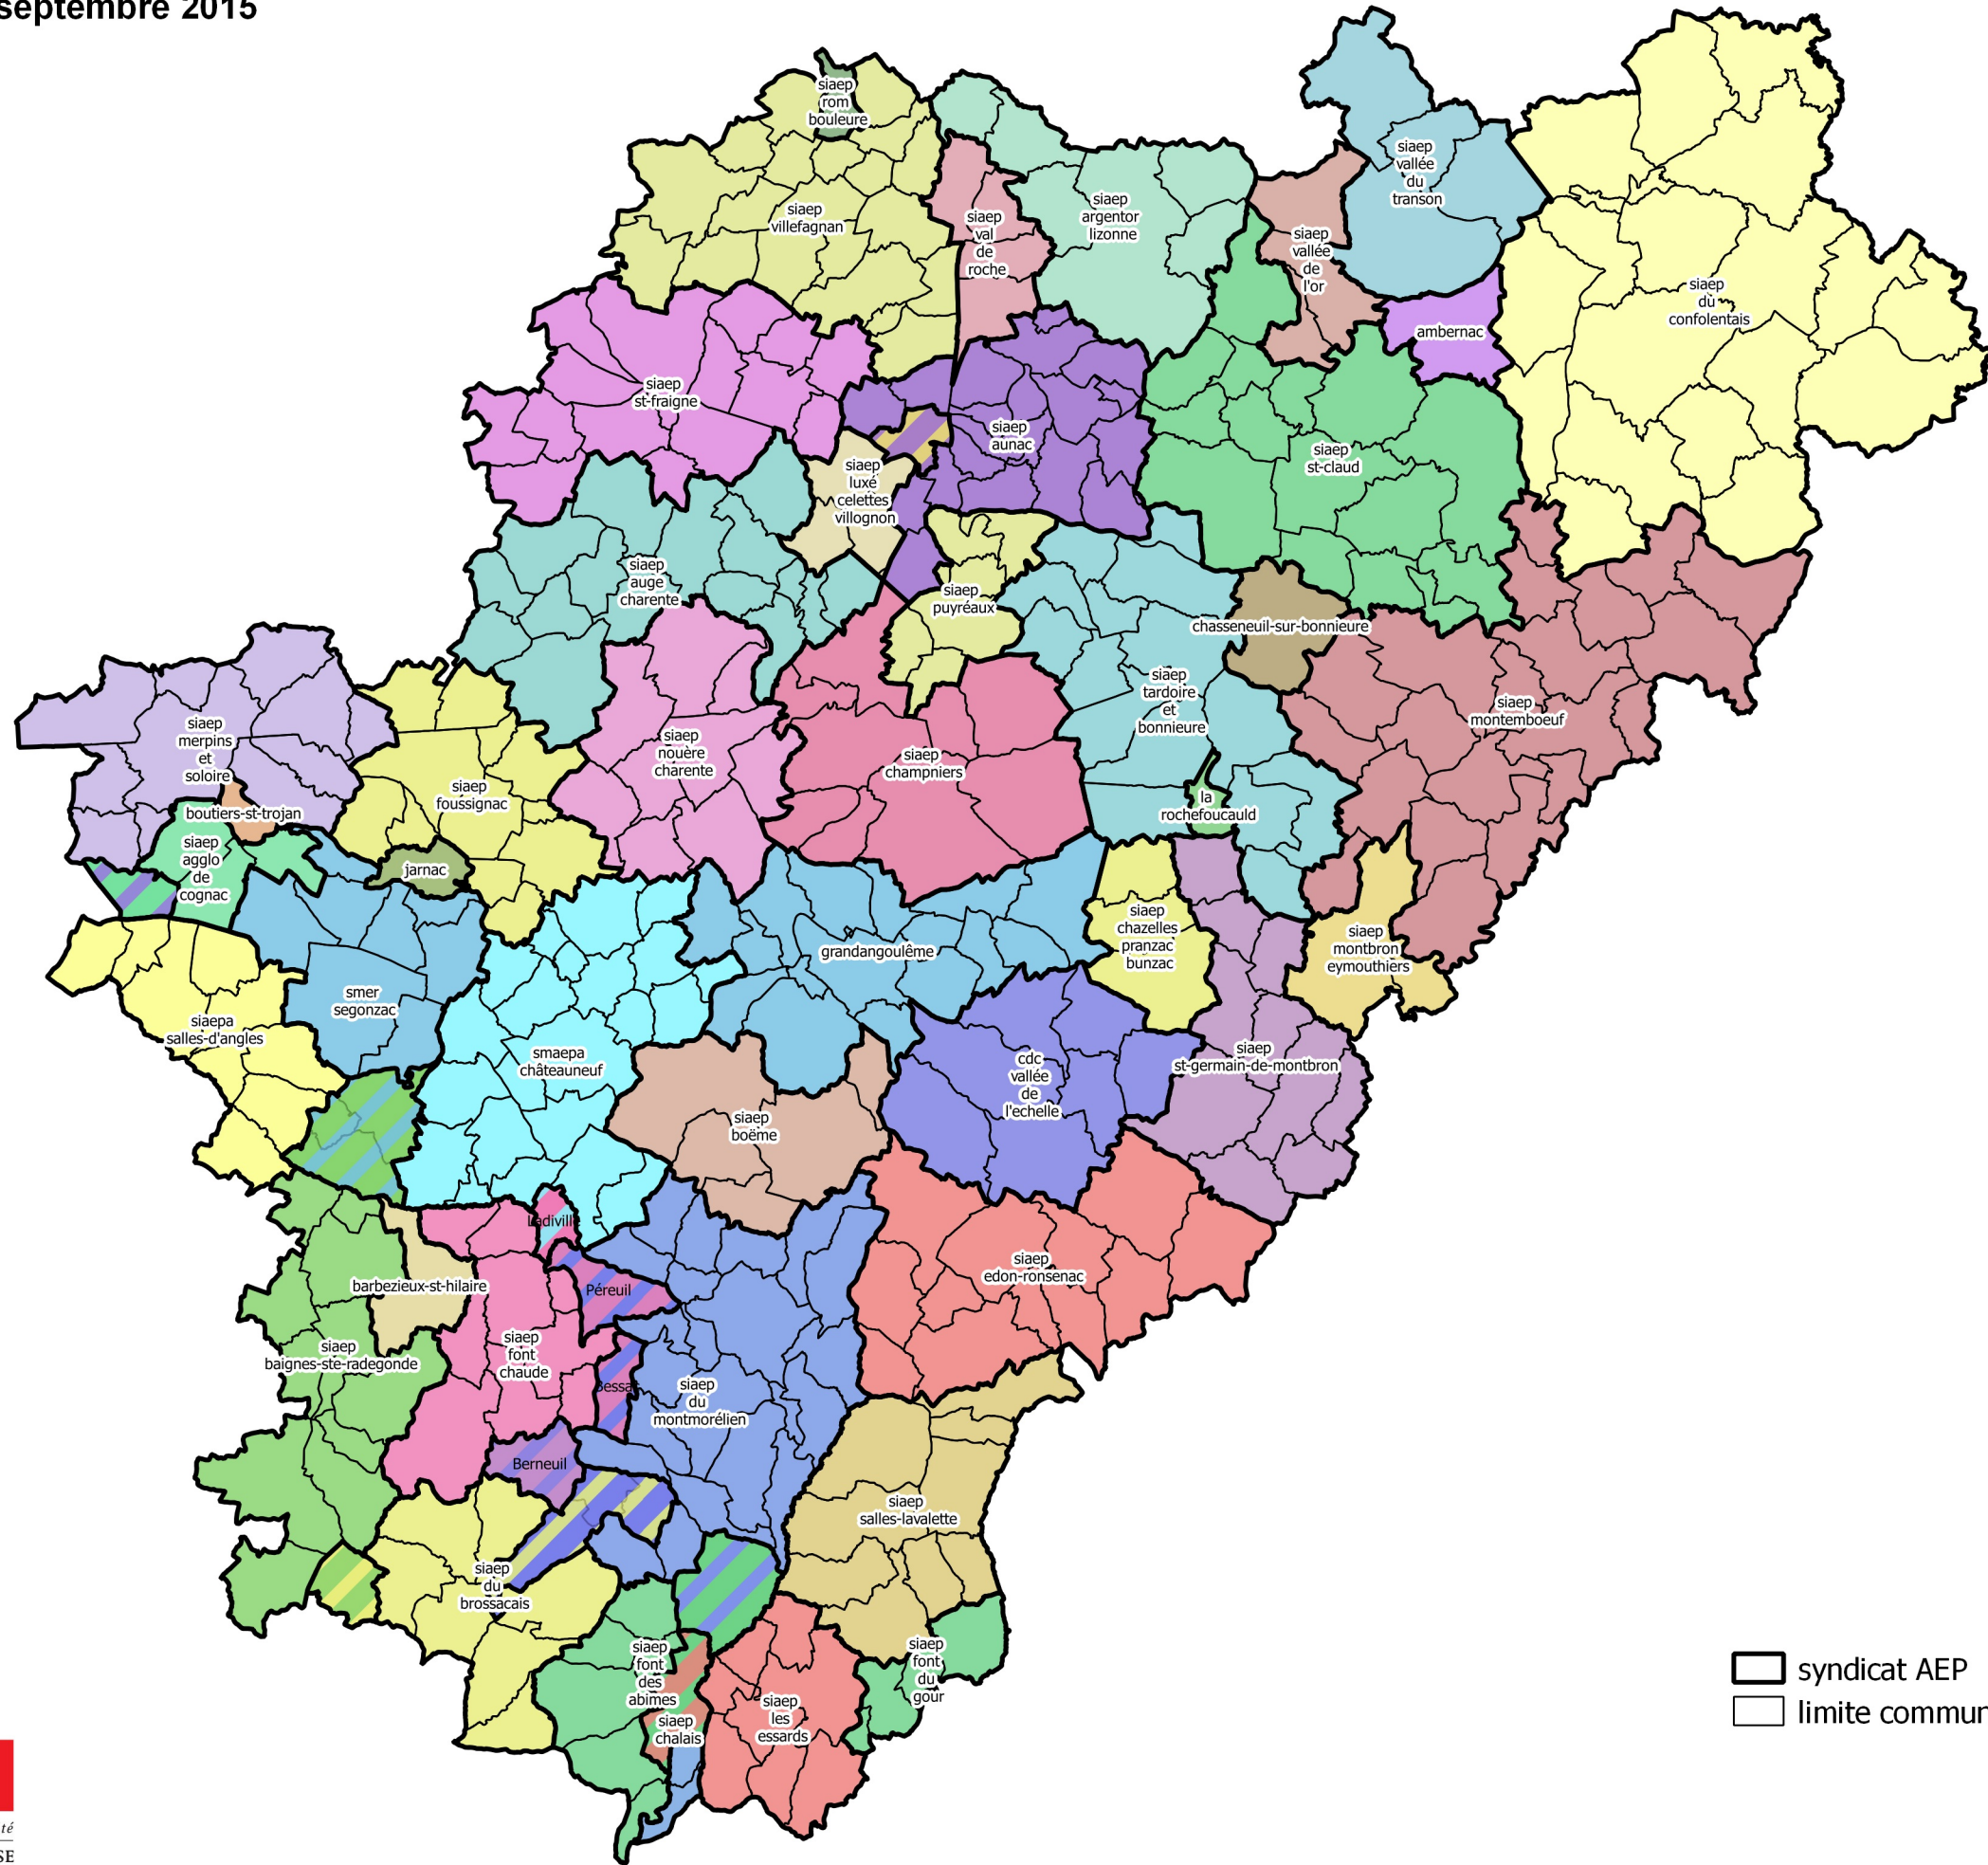 septembre 2015
siaep
rom
bouleure
siaep
villefagnan
siaep
val
de
roche
siaep
argentor
lizonne
siaep
vallée
du
transon
siaep
vallée
de
l'or
ambernac
siaep
dù
confolentais
siaep
st-fraigne
siaep
aunac
siaep
luxé
celettes
villognon
siaep
st-claud
siaep
auge
charente
siaep
puyréaux
chasseneuil-sur-bonnieure
siaep
tardoire
et
bonnieure
siaep
montemboeuf
siaep
merpins
et
soloire
siaep
foussignac
siaep
nouère
charente
siaep
champniers
la
rochefoucauld
boutiers-st-trojan
siaep
agglo
de
cognac
jarnac
siaep
chazelles
pranzac
bunzac
siaep
montbron
eymouthiers
grandangoulême
smer
segonzac
siaepa
salles-d'angles
smaepa
châteauneuf
cdc
vallée
de
l'echelle
siaep
st-germain-de-montbron
siaep
boëme
Ladiville
barbezieux-st-hilaire
Péreuil
siaep
edon-ronsenac
siaep
baignes-ste-radegonde
siaep
font
chaude
Bessa
siaep
du
montmorélien
Berneuil
siaep
salles-lavalette
siaep
du
brossacais
siaep
font
des
abimes
siaep
chalais
siaep
les
essards
siaep
font
du
gour
syndicat AEP
limite commun
té
SE